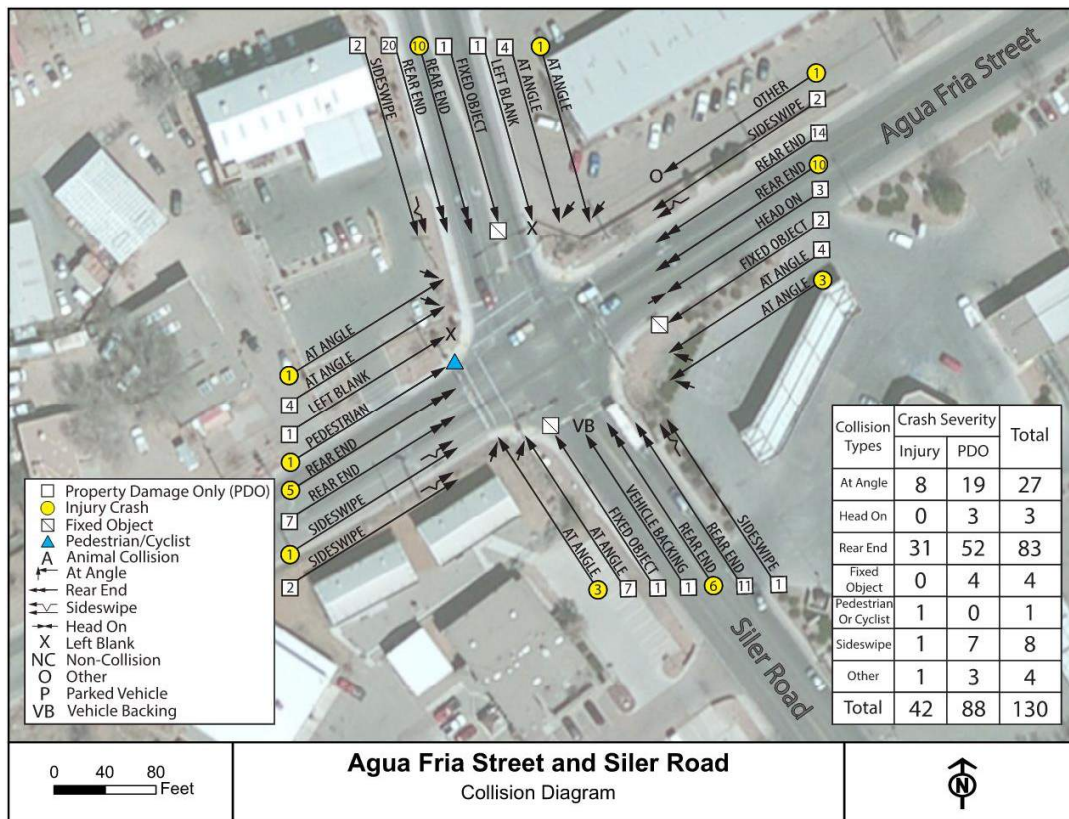 2 20 10 1 1 4 1
SIDESWIPE
REAR END
REAR END
FIXED OBJECT
LEFT BLANK
AT ANGLE
AT ANGLE
X
OTHER 1
SIDESWIPE 2
REAR END 14
REAR END 10
HEAD ON 3
FIXED OBJECT 2
AT ANGLE 4
AT ANGLE 3
O
Agua Fria Street
1 AT ANGLE
4 AT ANGLE
1 LEFT BLANK
1 PEDESTRIAN
5 REAR END
7 REAR END
1 SIDESWIPE
2 SIDESWIPE
X
VB
AT ANGLE
AT ANGLE
FIXED OBJECT
VEHICLE BACKING
REAR END
REAR END
SIDESWIPE
3 7 1 1 6 11 1
Siler Road
Property Damage Only (PDO)
Injury Crash
Fixed Object
Pedestrian/Cyclist
A Animal Collision
At Angle
Rear End
Sideswipe
Head On
X Left Blank
NC Non-Collision
O Other
P Parked Vehicle
VB Vehicle Backing
Collision Types Crash Severity Total
Injury PDO
At Angle 8 19 27
Head On 0 3 3
Rear End 31 52 83
Fixed Object 0 4 4
Pedestrian Or Cyclist 1 0 1
Sideswipe 1 7 8
Other 1 3 4
Total 42 88 130
0 40 80
Feet
Agua Fria Street and Siler Road
Collision Diagram
N